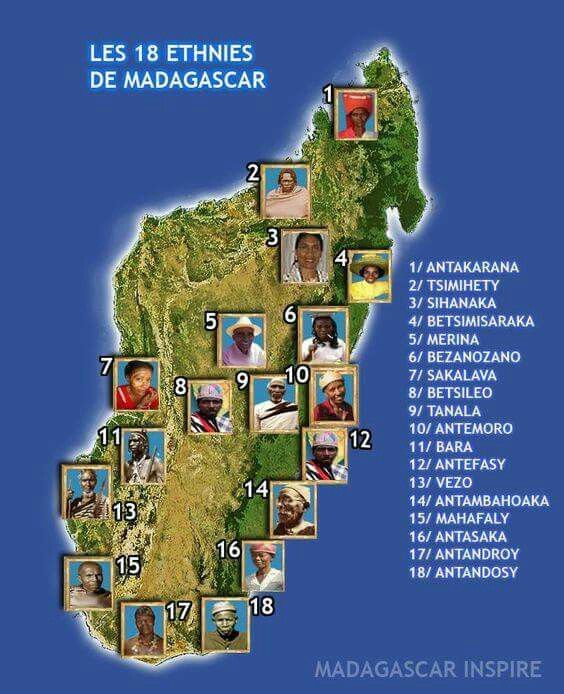 LES 18 ETHNIES
DE MADAGASCAR
1
2
3
4
5
6
7
8
9
10
11
12
13
14
15
16
17
18
1/ ANTAKARANA
2/ TSIMIHETY
3/ SIHANAKA
4/ BETSIMISARAKA
5/ MERINA
6/ BEZANOZANO
7/ SAKALAVA
8/ BETSILEO
9/ TANALA
10/ ANTEMORO
11/ BARA
12/ ANTEFASY
13/ VEZO
14/ ANTAMBAHOAKA
15/ MAHAFALY
16/ ANTASAKA
17/ ANTANDROY
18/ ANTANDOSY
MADAGASCAR INSPIRE